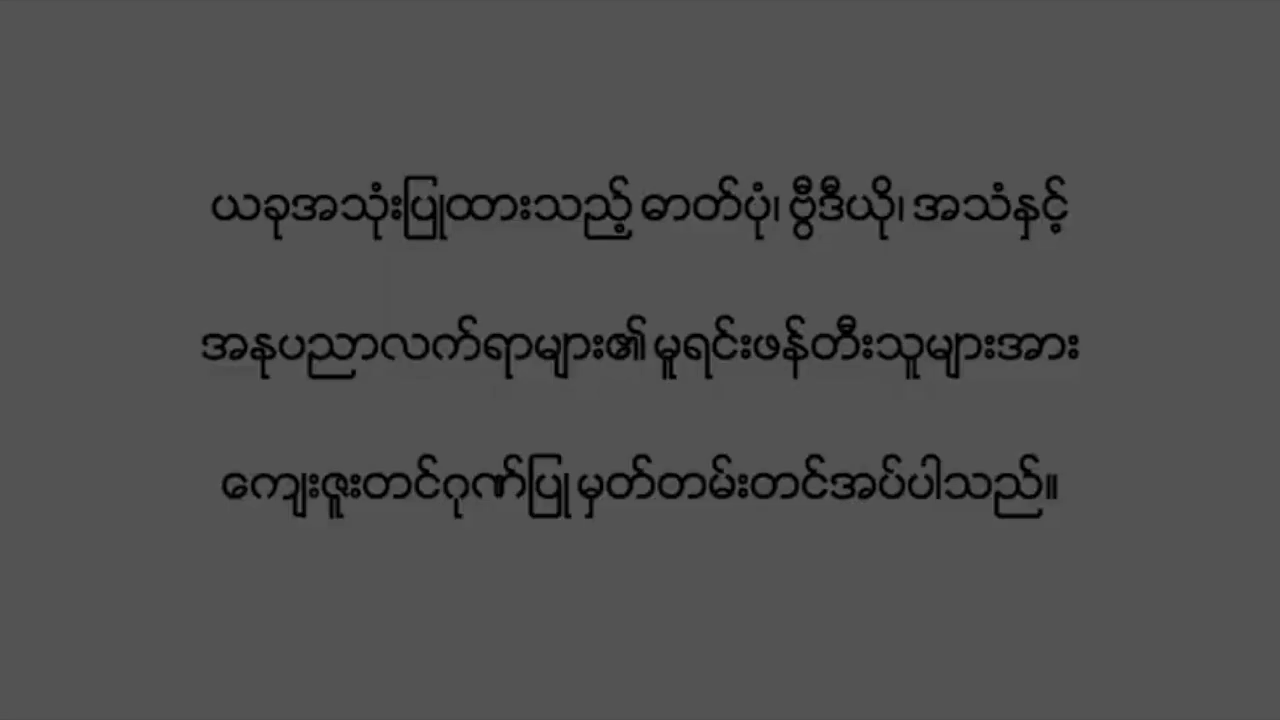 ယခုအသုံးပြုထားသည့် ဓာတ်ပုံ၊ ဗွီဒီယို၊ အသံနှင့်
အနုပညာလက်ရာများ၏ မူရင်းဖန်တီးသူများအား
ကျေးဇူးတင်ဂုဏ်ပြု မှတ်တမ်းတင်အပ်ပါသည်။